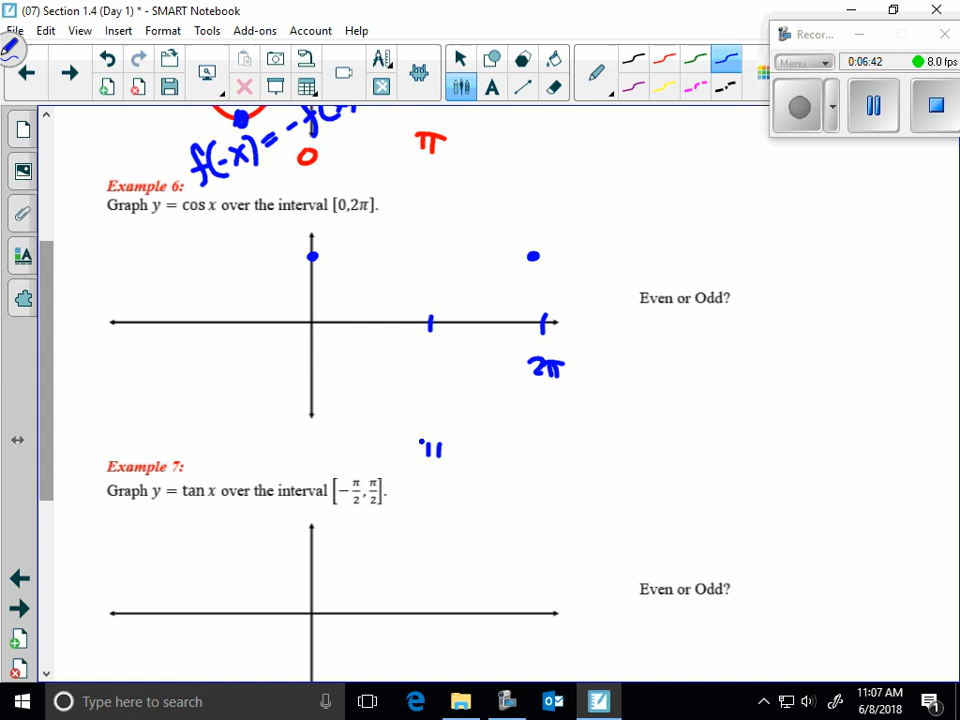 (07) Section 1.4 (Day 1) * - SMART Notebook
File Edit View Insert Format Tools Add-ons Account Help
Recor...
Menu
0:06:42
8.0 fps
f(-x) = -f(x)
0
π
Example 6:
Graph y = cos x over the interval [0,2π].
Even or Odd?
2π
Example 7:
Graph y = tan x over the interval [−π/2, π/2].
Even or Odd?
Type here to search
11:07 AM
6/8/2018
1